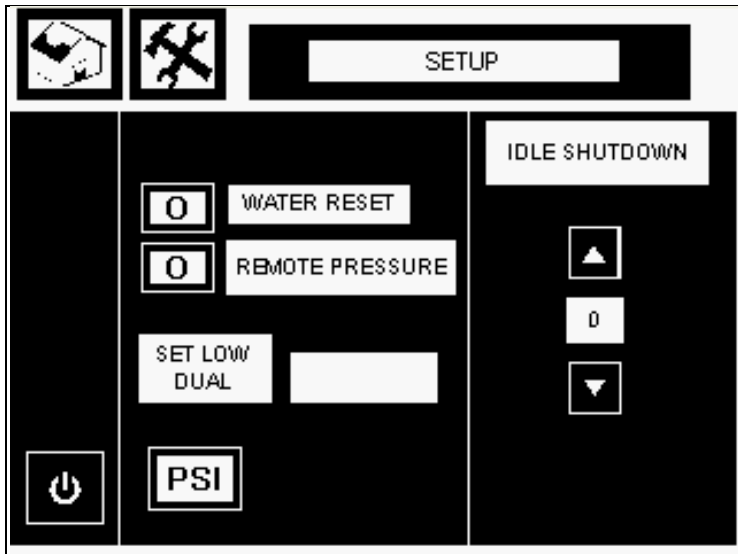 SETUP
IDLE SHUTDOWN
O WATER RESET
O REMOTE PRESSURE
0
SET LOW
DUAL
PSI